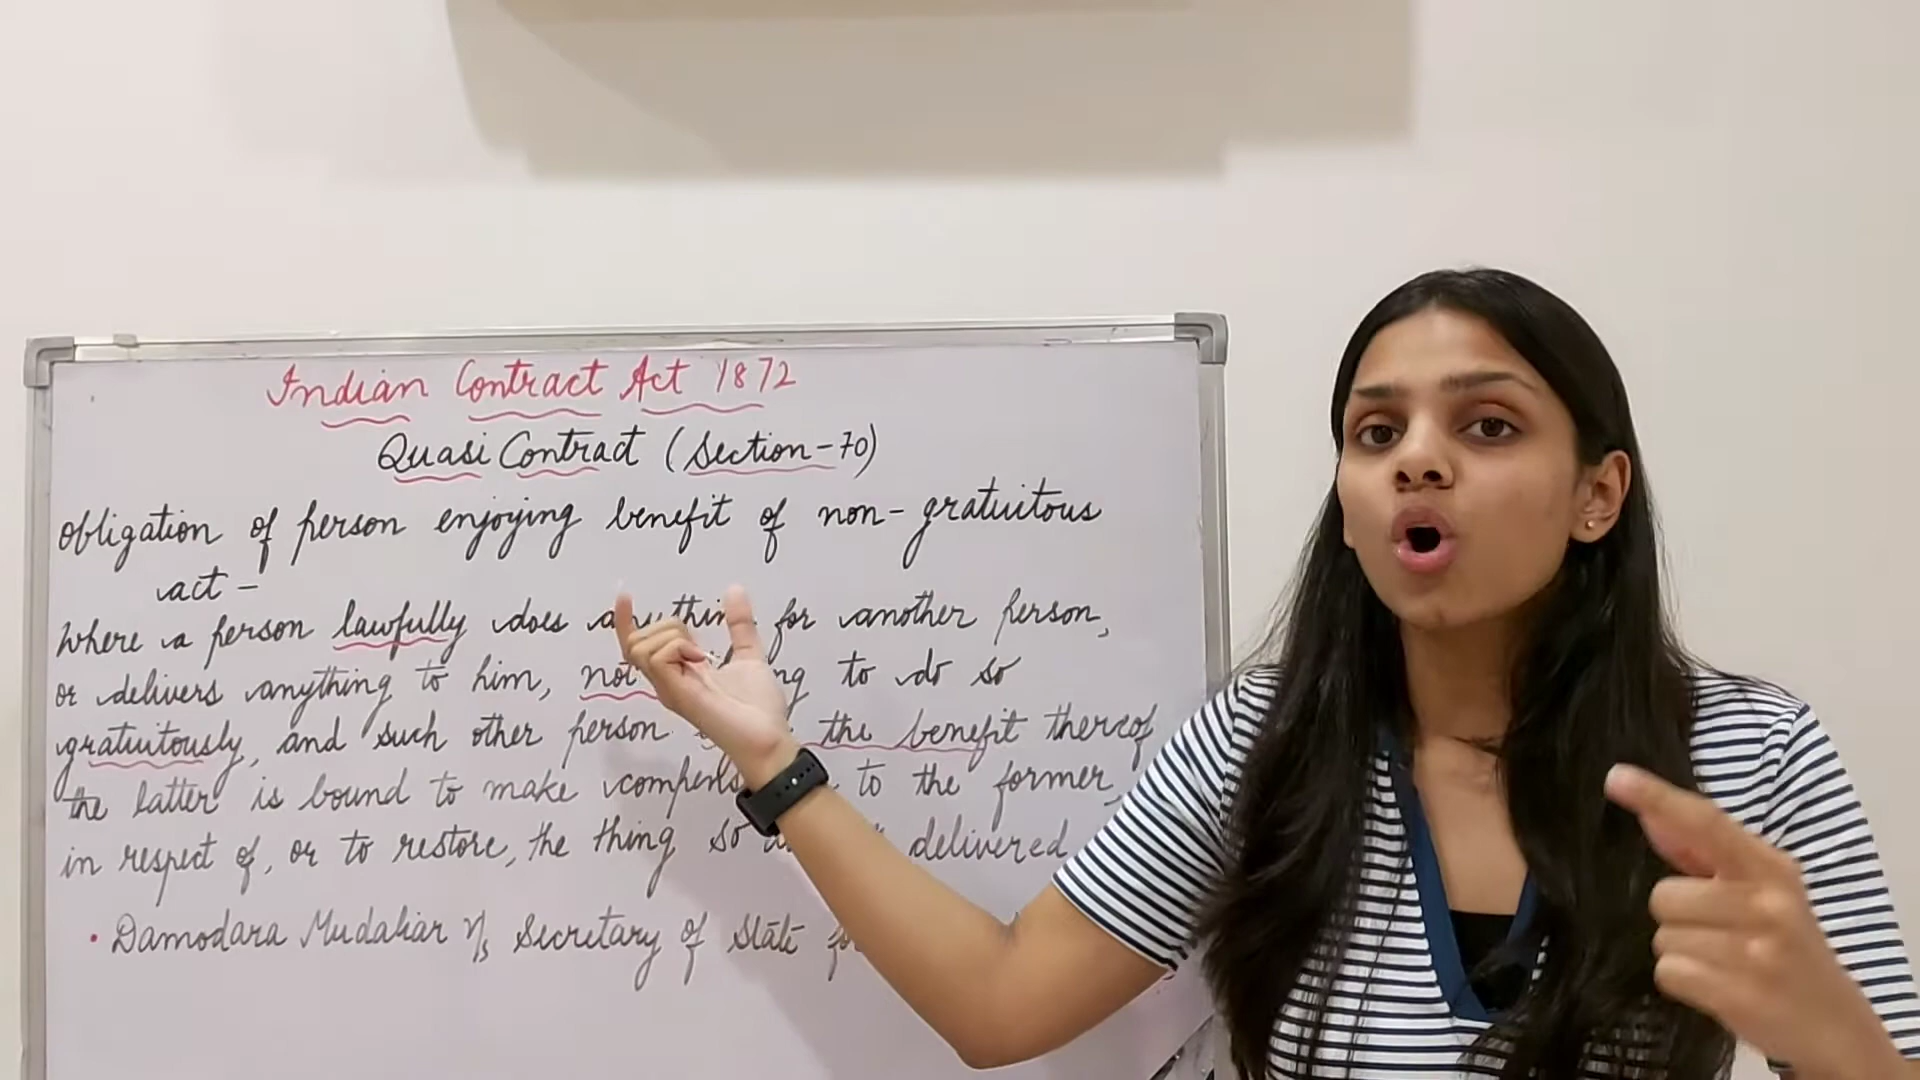 Indian Contract Act 1872
Quasi Contract (Section-70)
obligation of person enjoying benefit of non-gratuitous
act -
Where a person lawfully does anything for another person,
or delivers anything to him, not to do so
gratuitously, and such other person the benefit thereof
the latter is bound to make to the former,
in respect of, or to restore, the thing so delivered
• Damodara Mudaliar v/s Secretary of State